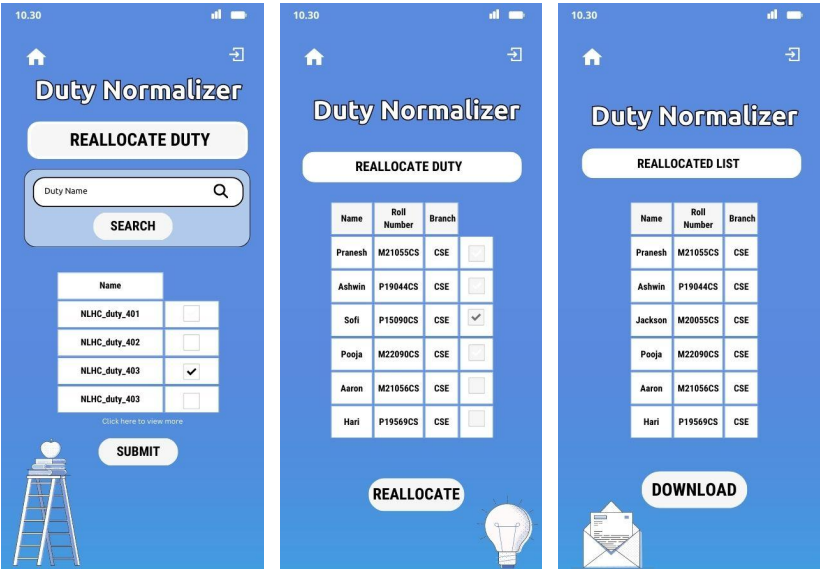 10.30
Duty Normalizer
REALLOCATE DUTY
Duty Name
SEARCH
Name
NLHC_duty_401
NLHC_duty_402
NLHC_duty_403
NLHC_duty_403
Click here to view more
SUBMIT
10.30
Duty Normalizer
REALLOCATE DUTY
Name Roll Number Branch
Pranesh M21055CS CSE
Ashwin P19044CS CSE
Sofi P15090CS CSE
Pooja M22090CS CSE
Aaron M21056CS CSE
Hari P19569CS CSE
REALLOCATE
10.30
Duty Normalizer
REALLOCATED LIST
Name Roll Number Branch
Pranesh M21055CS CSE
Ashwin P19044CS CSE
Jackson M20055CS CSE
Pooja M22090CS CSE
Aaron M21056CS CSE
Hari P19569CS CSE
DOWNLOAD